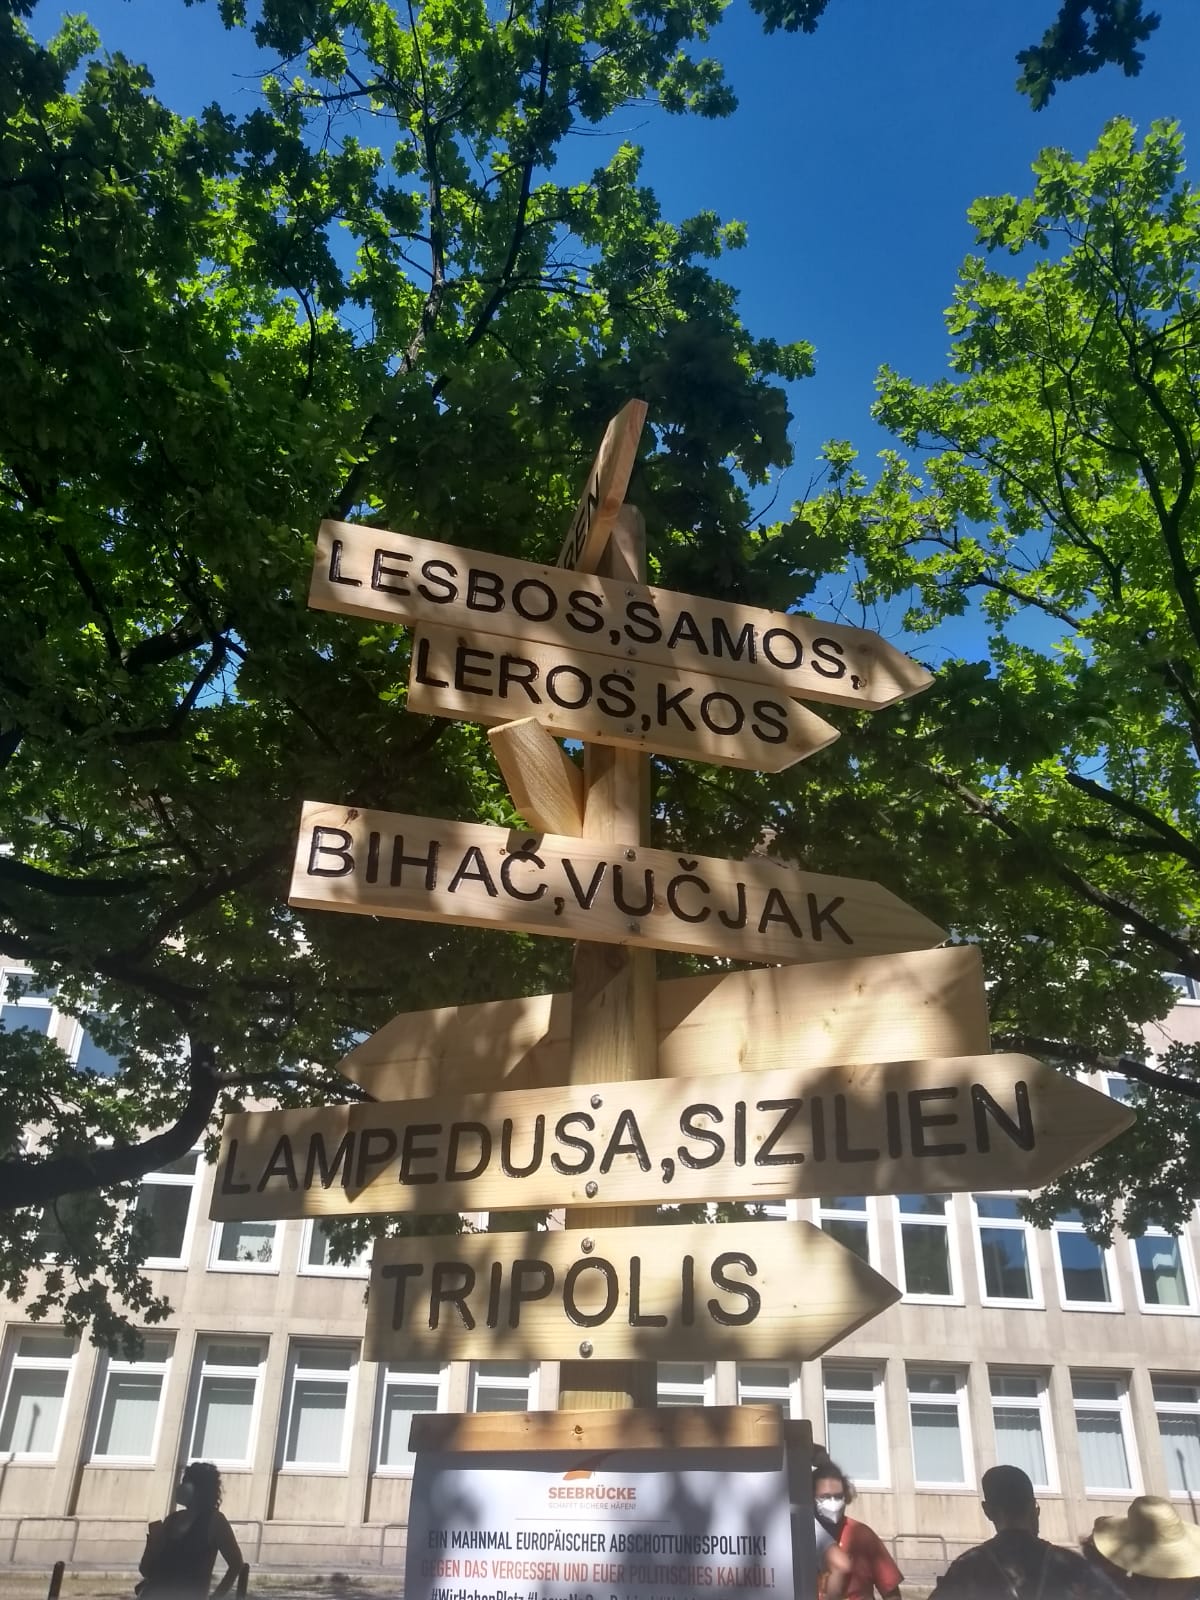 LESBOS,SAMOS,
LEROS,KOS
BIHAĆ,VUČJAK
LAMPEDUSA,SIZILIEN
TRIPOLIS
SEEBRÜCKE
SCHAFFT SICHERE HÄFEN!
EIN MAHNMAL EUROPÄISCHER ABSCHOTTUNGSPOLITIK!
GEGEN DAS VERGESSEN UND EUER POLITISCHES KALKÜL!
#WirHabenPlatz